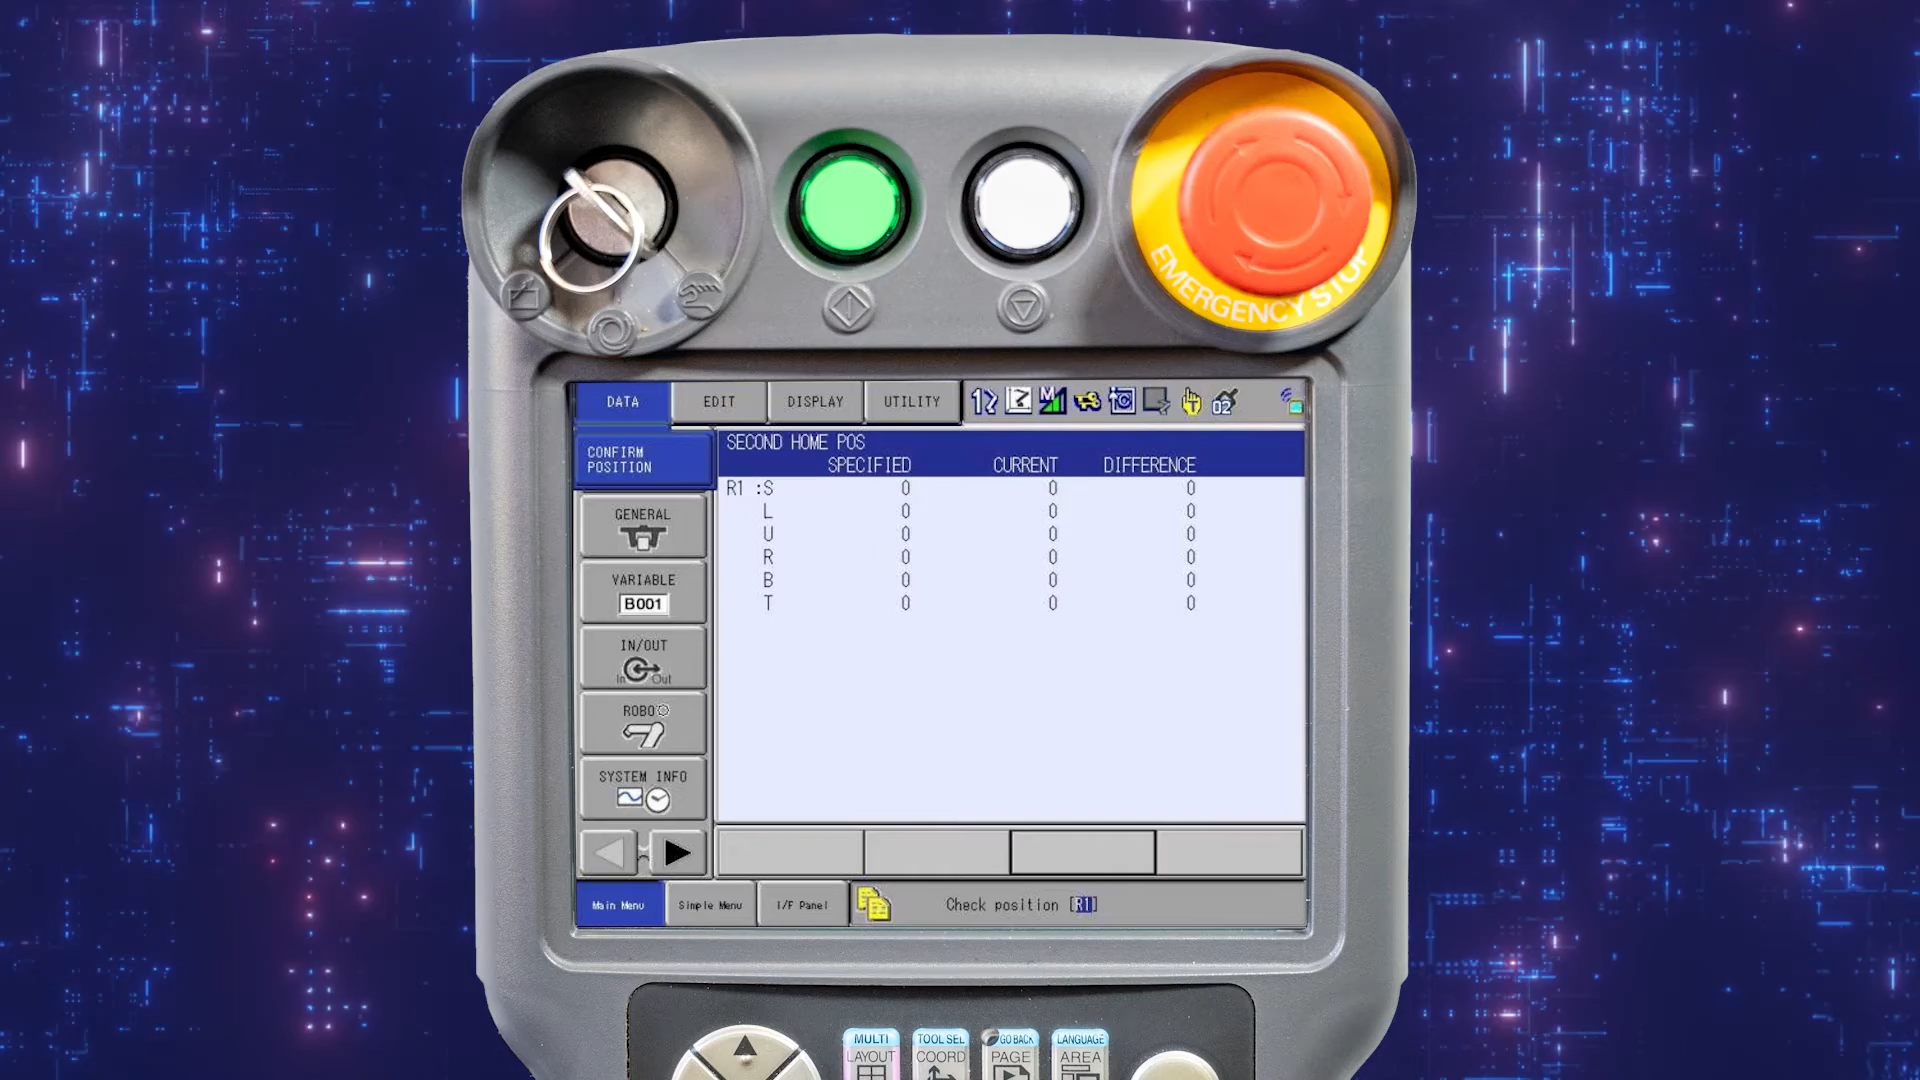 EMERGENCY STOP
DATA EDIT DISPLAY UTILITY
02
CONFIRM
POSITION
SECOND HOME POS
SPECIFIED CURRENT DIFFERENCE
R1 :S 0 0 0
L 0 0 0
U 0 0 0
R 0 0 0
B 0 0 0
T 0 0 0
GENERAL
VARIABLE
B001
IN/OUT
In Out
ROBO
SYSTEM INFO
Main Menu Simple Menu I/F Panel Check position [R1]
MULTI TOOL SEL GO BACK LANGUAGE
LAYOUT COORD PAGE AREA